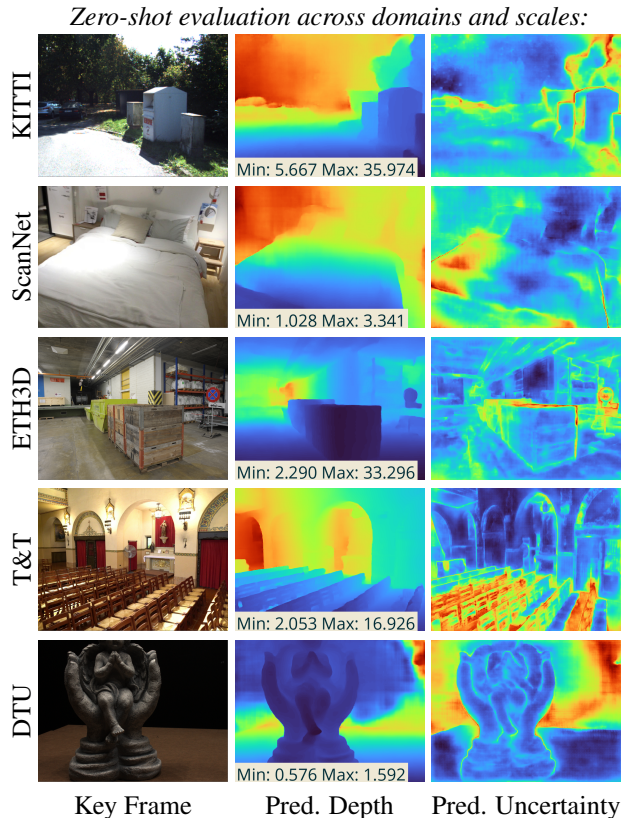 Zero-shot evaluation across domains and scales:
KITTI
Min: 5.667 Max: 35.974
ScanNet
Min: 1.028 Max: 3.341
ETH3D
Min: 2.290 Max: 33.296
T&T
Min: 2.053 Max: 16.926
DTU
Min: 0.576 Max: 1.592
Key Frame Pred. Depth Pred. Uncertainty